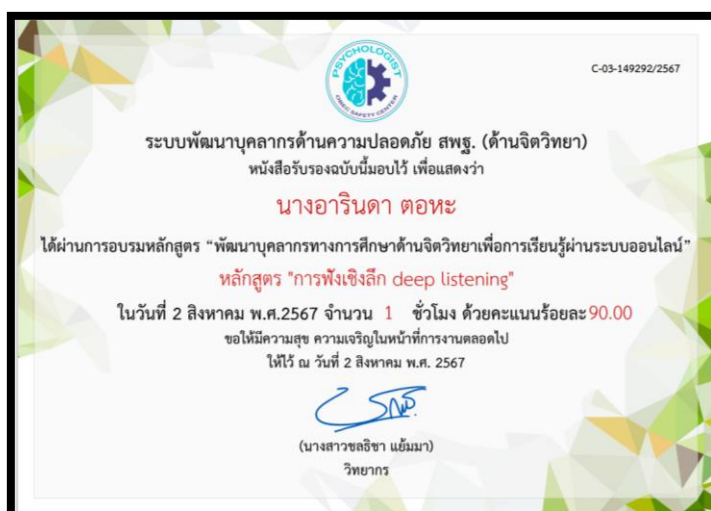 PSYCHOLOGIST
OBEC SAFETY CENTER
C-03-149292/2567
ระบบพัฒนาบุคลากรด้านความปลอดภัย สพฐ. (ด้านจิตวิทยา)
หนังสือรับรองฉบับนี้มอบไว้ เพื่อแสดงว่า
นางอารินดา ตอหะ
ได้ผ่านการอบรมหลักสูตร “พัฒนาบุคลากรทางการศึกษาด้านจิตวิทยาเพื่อการเรียนรู้ผ่านระบบออนไลน์”
หลักสูตร "การฟังเชิงลึก deep listening"
ในวันที่ 2 สิงหาคม พ.ศ.2567 จำนวน 1 ชั่วโมง ด้วยคะแนนร้อยละ 90.00
ขอให้มีความสุข ความเจริญในหน้าที่การงานตลอดไป
ให้ไว้ ณ วันที่ 2 สิงหาคม พ.ศ. 2567
(นางสาวชลธิชา แย้มมา)
วิทยากร